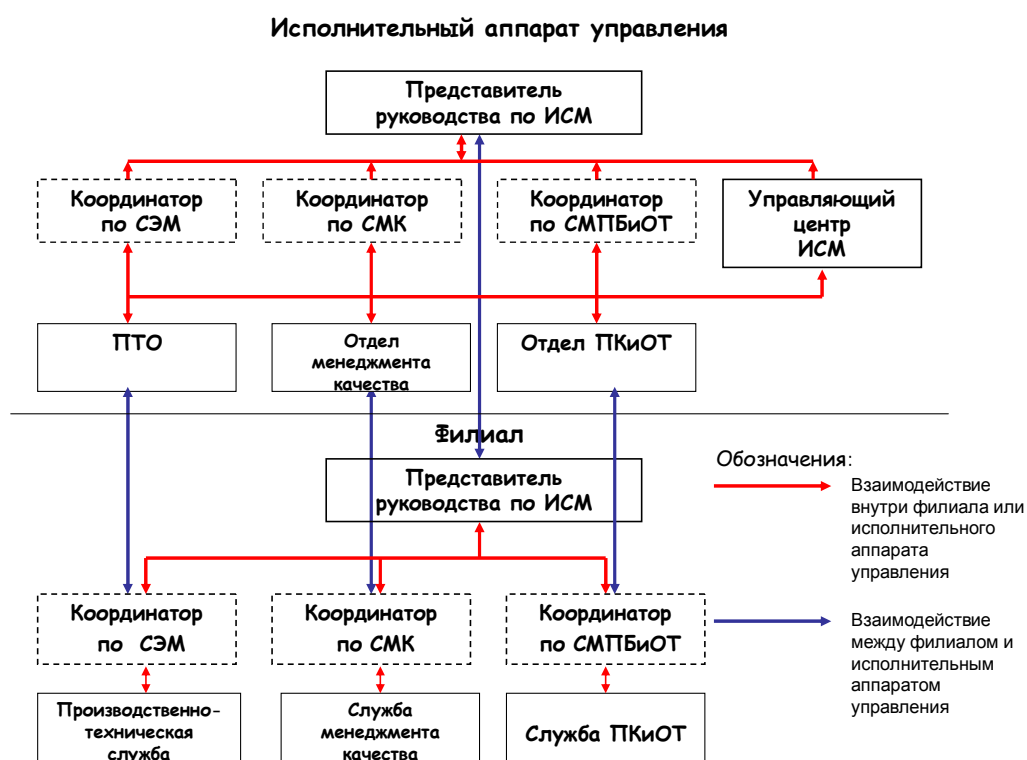 Исполнительный аппарат управления
Представитель
руководства по ИСМ
Координатор
по СЭМ
Координатор
по СМК
Координатор
по СМПБиОТ
Управляющий
центр
ИСМ
ПТО
Отдел
менеджмента
качества
Отдел ПКиОТ
Филиал
Представитель
руководства по ИСМ
Обозначения:
Взаимодействие
внутри филиала или
исполнительного
аппарата
управления
Координатор
по СЭМ
Координатор
по СМК
Координатор
по СМПБиОТ
Взаимодействие
между филиалом и
исполнительным
аппаратом
управления
Производственно-
техническая
служба
Служба
менеджмента
качества
Служба ПКиОТ